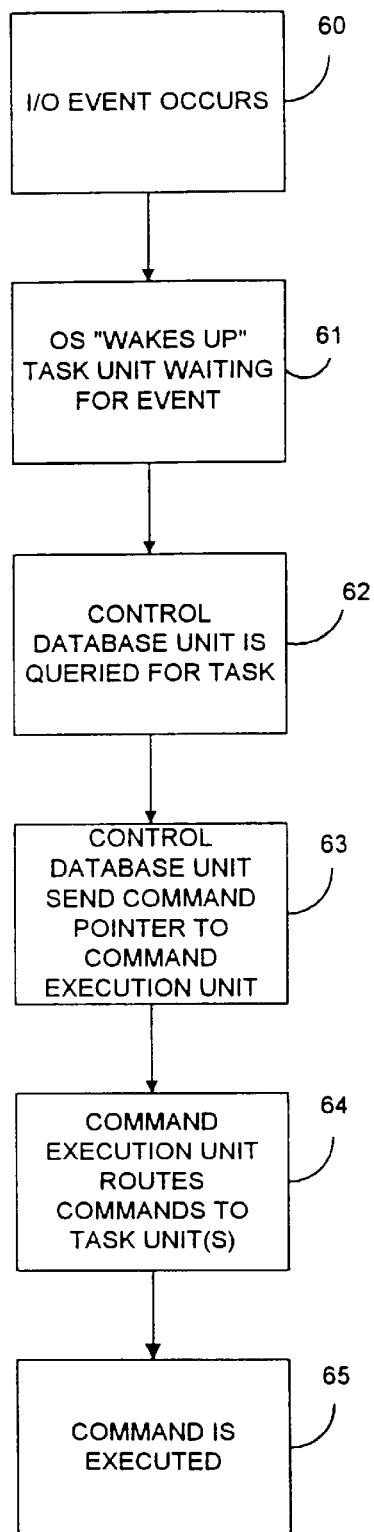 60
I/O EVENT OCCURS
61
OS "WAKES UP"
TASK UNIT WAITING
FOR EVENT
62
CONTROL
DATABASE UNIT IS
QUERIED FOR TASK
63
CONTROL
DATABASE UNIT
SEND COMMAND
POINTER TO
COMMAND
EXECUTION UNIT
64
COMMAND
EXECUTION UNIT
ROUTES
COMMANDS TO
TASK UNIT(S)
65
COMMAND IS
EXECUTED